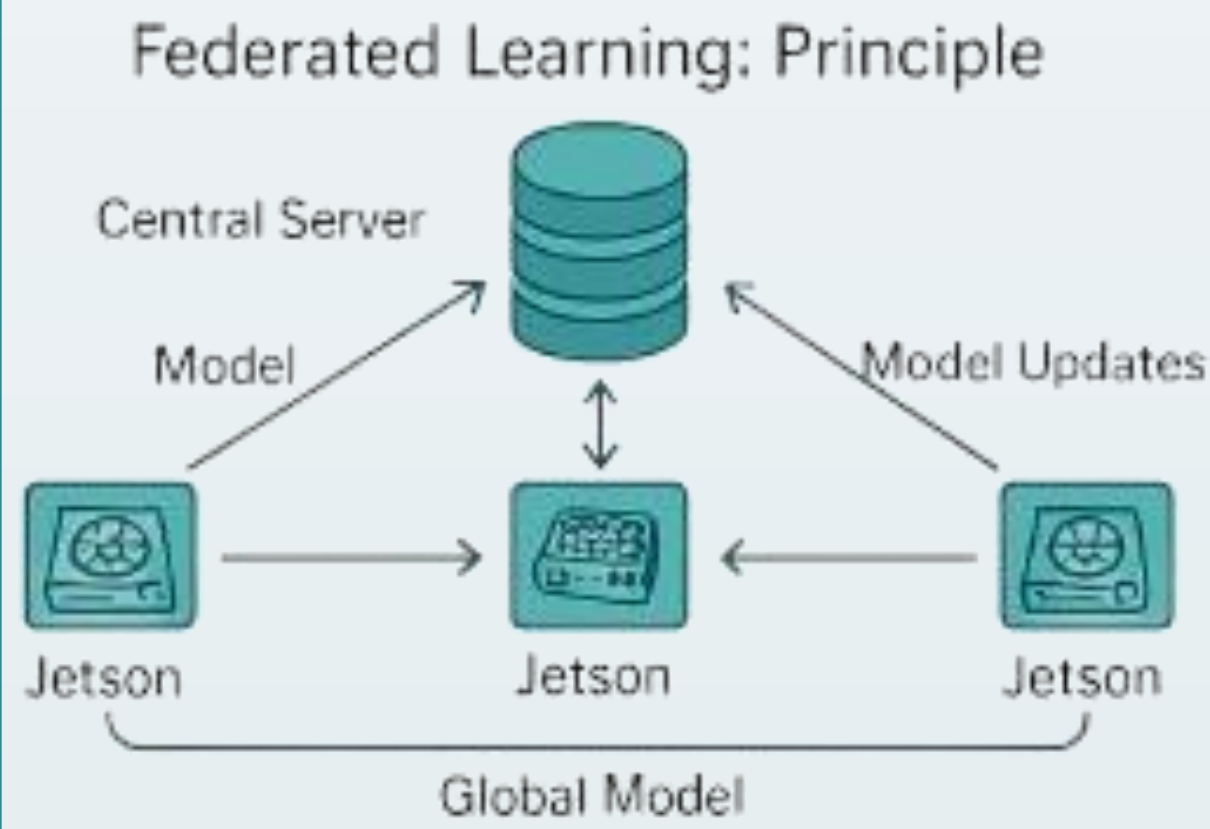 Federated Learning: Principle
Central Server
Model
Model Updates
Jetson
Jetson
Jetson
Global Model